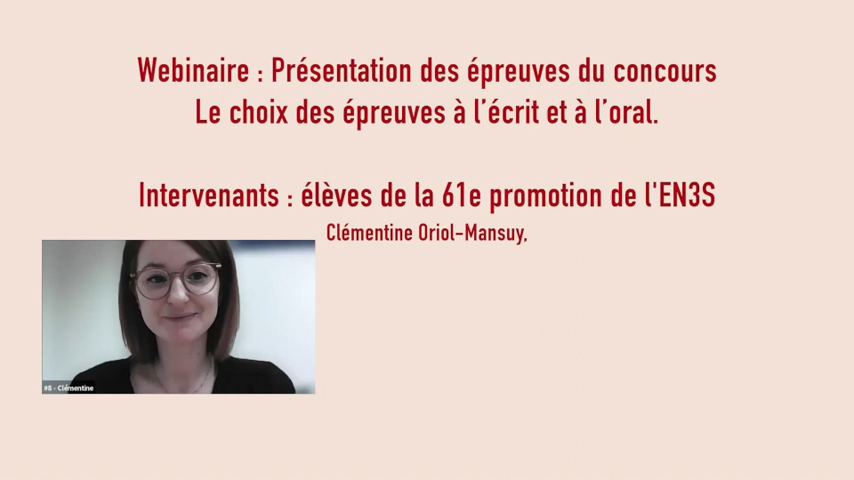 Webinaire : Présentation des épreuves du concours
Le choix des épreuves à l’écrit et à l’oral.
Intervenants : élèves de la 61e promotion de l'EN3S
Clémentine Oriol-Mansuy,
#8 - Clémentine